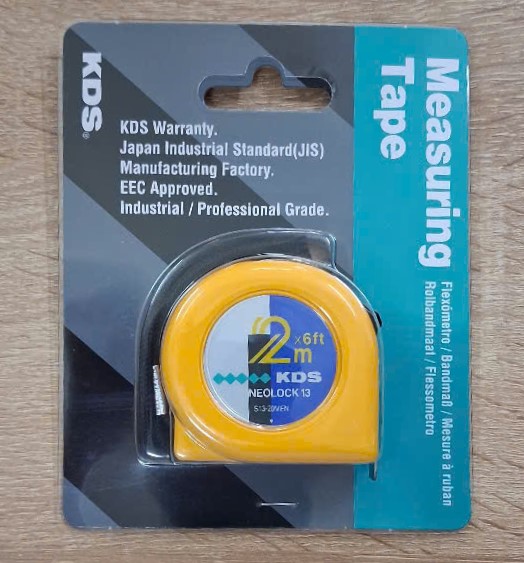 KDS®
KDS Warranty.
Japan Industrial Standard(JIS)
Manufacturing Factory.
EEC Approved.
Industrial / Professional Grade.
Measuring
Tape
Flexómetro / Bandmaß / Mesure à ruban
Rolbandmaat / Flessometro
2m x6ft
KDS
NEOLOCK 13